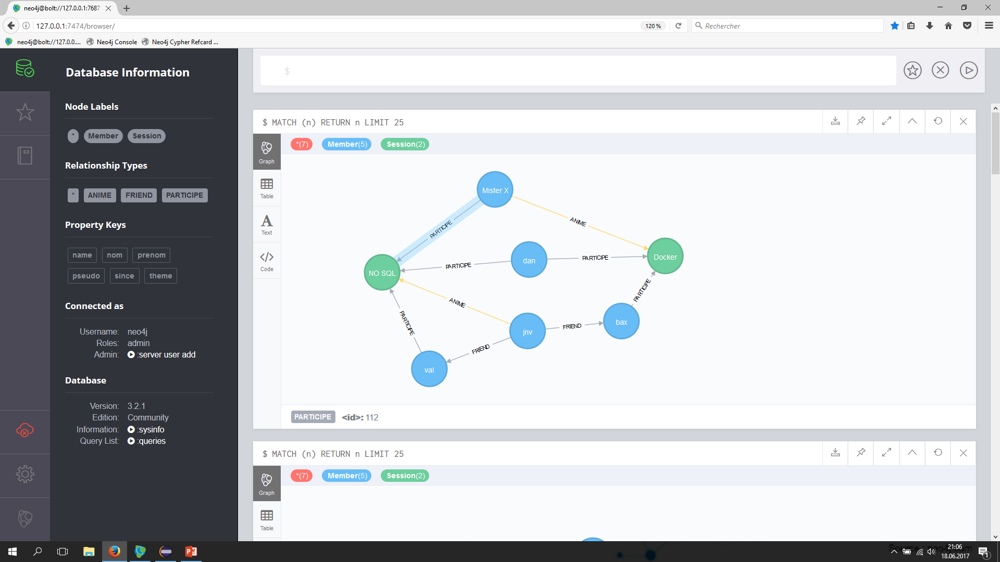 neo4j@bolt://127.0.0.1:7687
127.0.0.1:7474/browser/
120 %
Rechercher
neo4j@bolt://127.0.0....
Neo4j Console
Neo4j Cypher Refcard ...
Database Information
Node Labels
* Member Session
Relationship Types
* ANIME FRIEND PARTICIPE
Property Keys
name nom prenom
pseudo since theme
Connected as
Username: neo4j
Roles: admin
Admin: :server user add
Database
Version: 3.2.1
Edition: Community
Information: :sysinfo
Query List: :queries
$
$ MATCH (n) RETURN n LIMIT 25
*(7) Member(5) Session(2)
Graph
Table
Text
Code
Mister X
ANIME
PARTICIPE
Docker
dan
PARTICIPE
PARTICIPE
NO SQL
PARTICIPE
ANIME
PARTICIPE
bax
FRIEND
jnv
FRIEND
val
PARTICIPE <id>: 112
$ MATCH (n) RETURN n LIMIT 25
*(7) Member(5) Session(2)
Graph
Table
21:06
18.06.2017
1